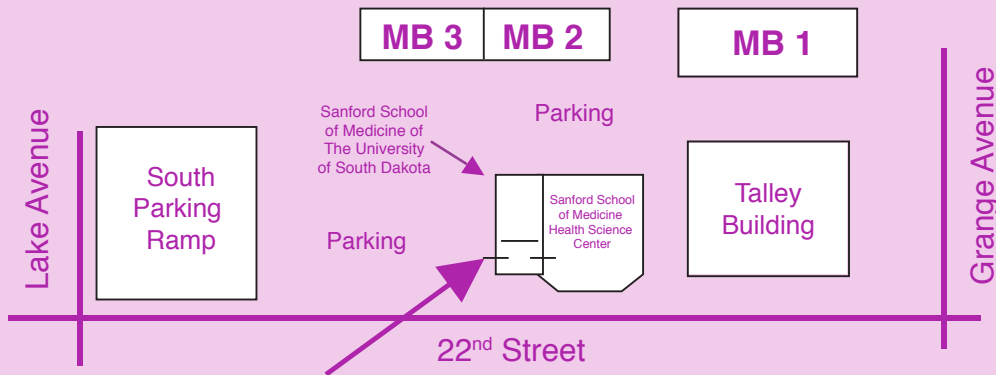 MB 3
MB 2
MB 1
Sanford School
of Medicine of
The University
of South Dakota
Parking
Lake Avenue
Grange Avenue
South
Parking
Ramp
Sanford School
of Medicine
Health Science
Center
Talley
Building
Parking
22nd Street